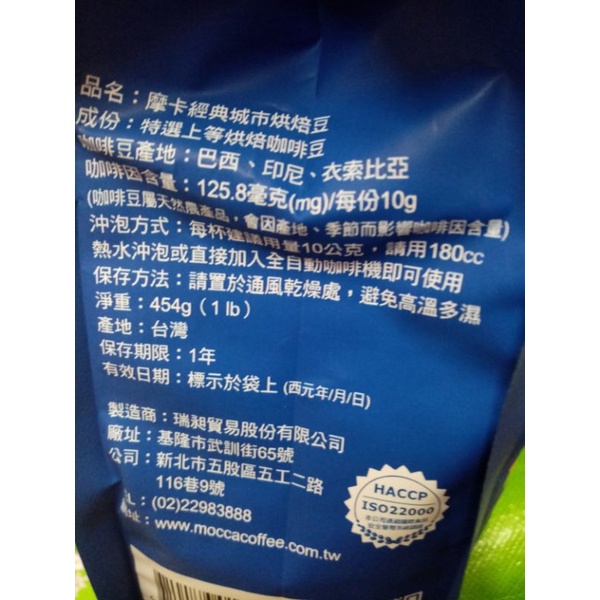 品名：摩卡經典城市烘焙豆
成份：特選上等烘焙咖啡豆
咖啡豆產地：巴西、印尼、衣索比亞
咖啡因含量：125.8毫克(mg)/每份10g
(咖啡豆屬天然農產品，會因產地、季節而影響咖啡因含量)
沖泡方式：每杯建議用量10公克，請用180cc
熱水沖泡或直接加入全自動咖啡機即可使用
保存方法：請置於通風乾燥處，避免高溫多濕
淨重：454g（1 lb）
產地：台灣
保存期限：1年
有效日期：標示於袋上 (西元年/月/日)
製造商：瑞昶貿易股份有限公司
廠址：基隆市武訓街65號
公司：新北市五股區五工二路
116巷9號
L：(02)22983888
址：www.moccacoffee.com.tw
HACCP
ISO22000